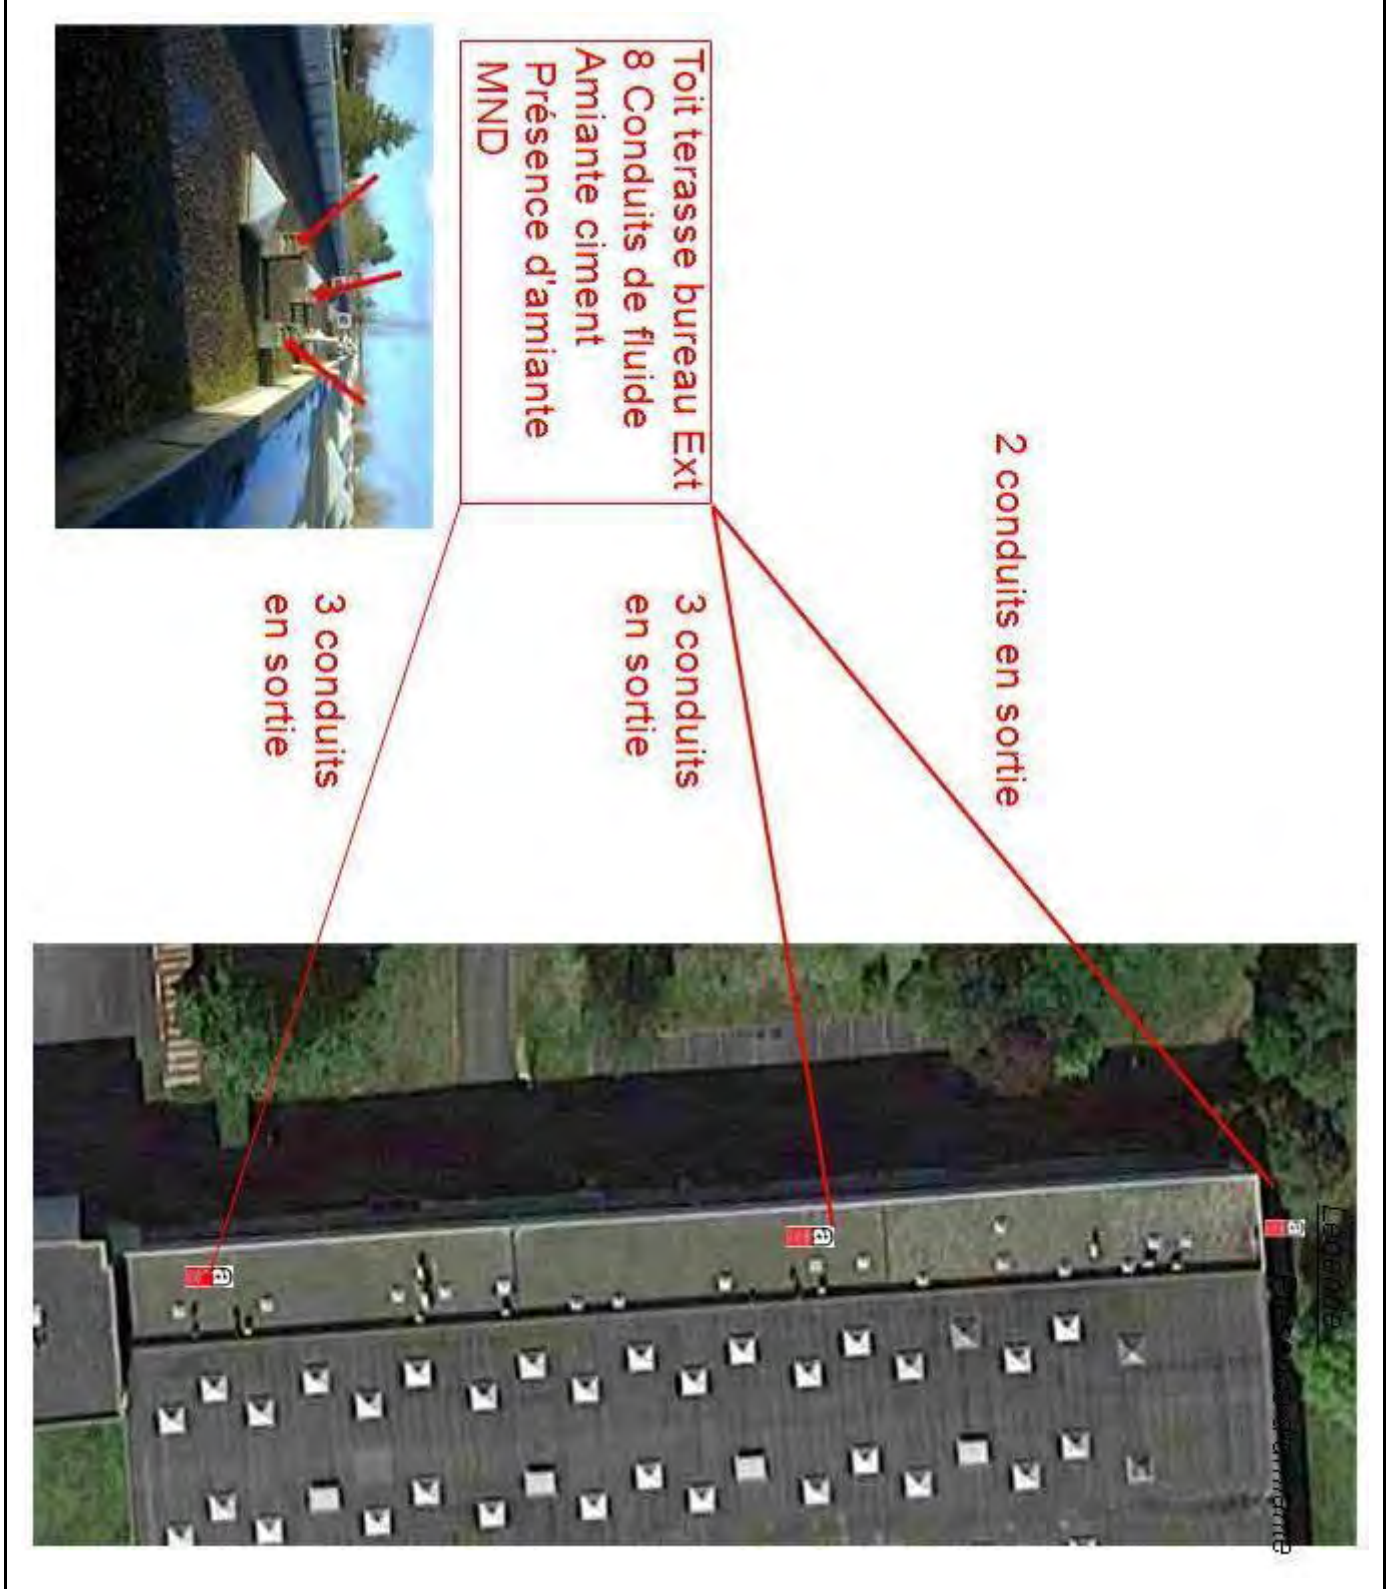 Toit terasse bureau Ext
8 Conduits de fluide
Amiante ciment
Présence d'amiante
MND
2 conduits en sortie
3 conduits
en sortie
3 conduits
en sortie
a
a
a